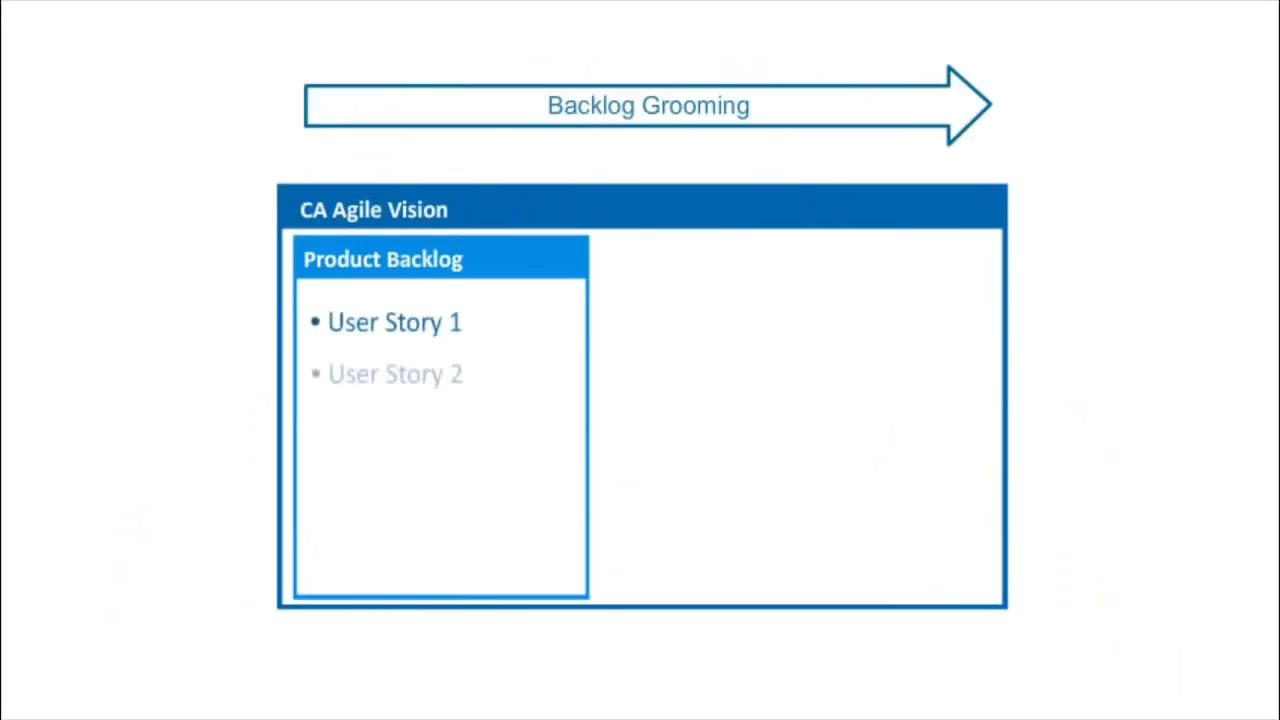 Backlog Grooming
CA Agile Vision
Product Backlog
• User Story 1
• User Story 2